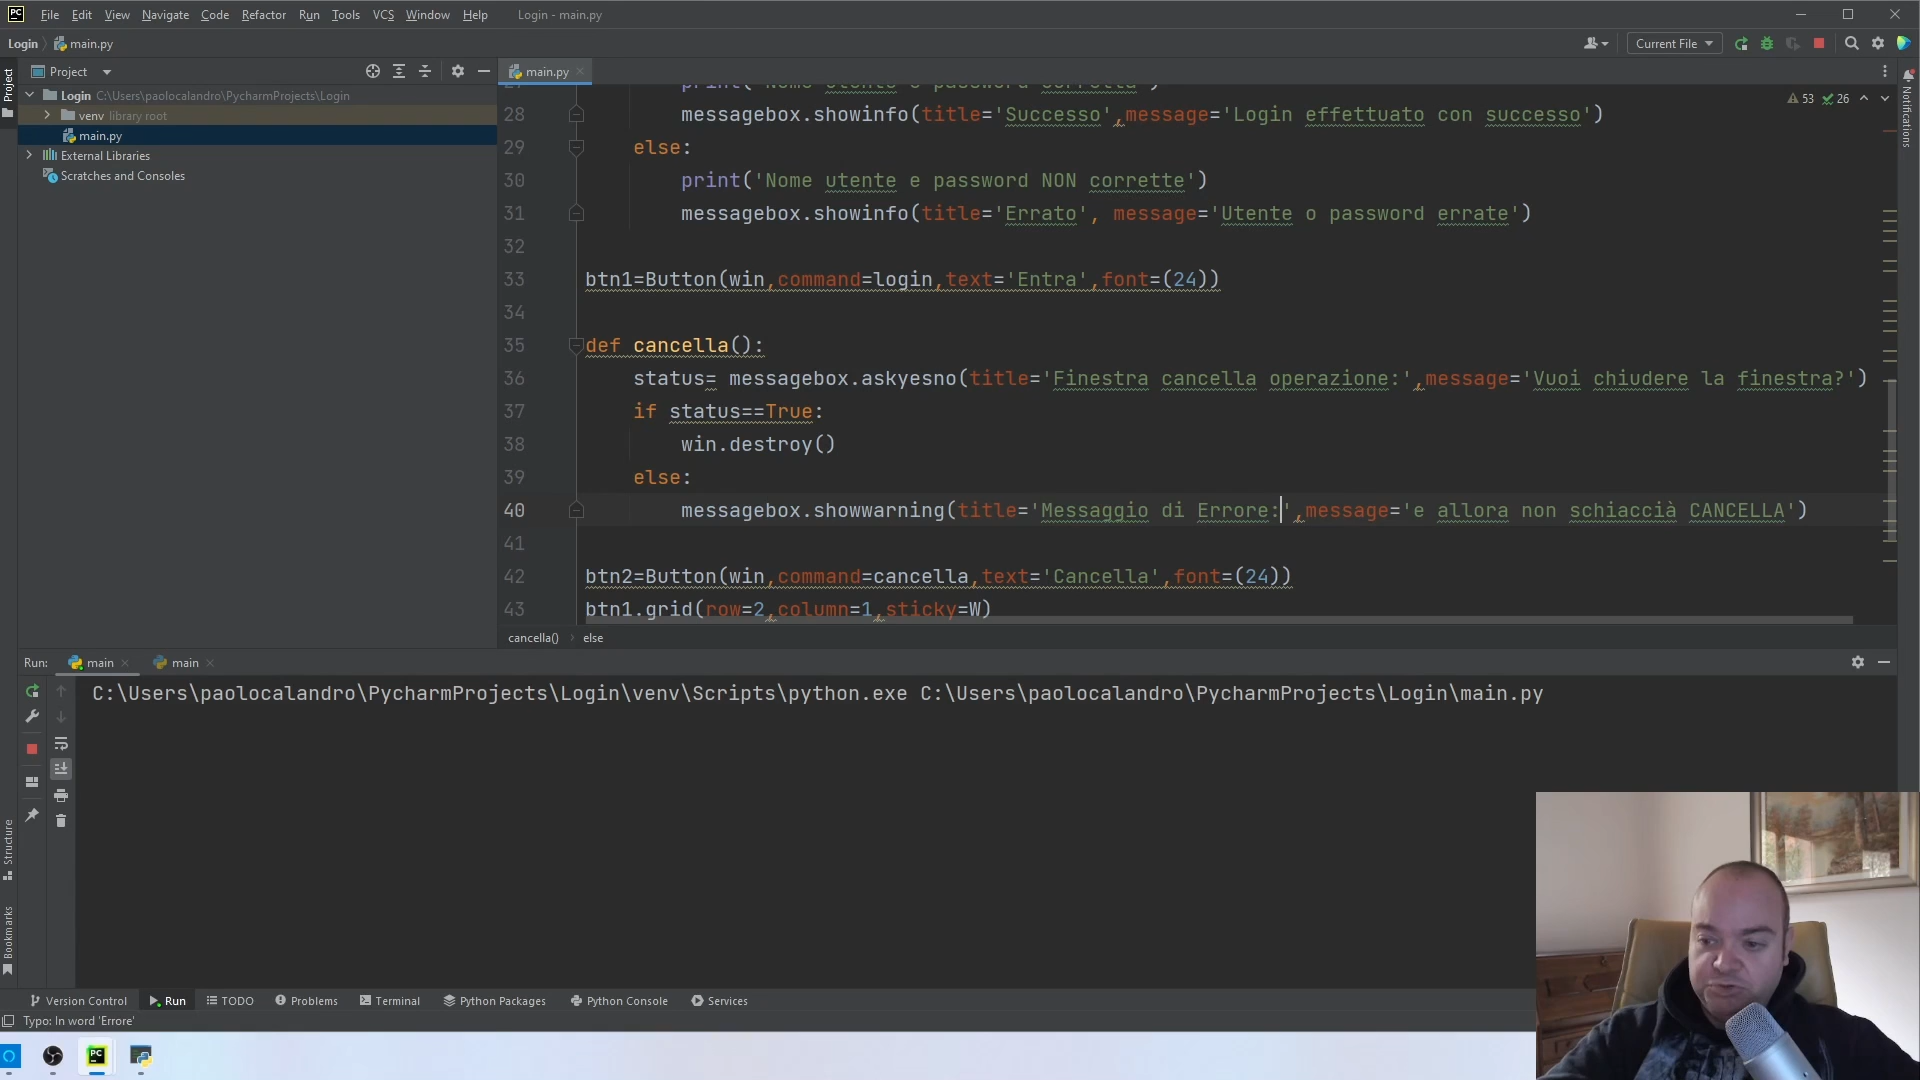 PC File Edit View Navigate Code Refactor Run Tools VCS Window Help Login - main.py
Login main.py Current File
Project main.py
Login C:\Users\paolocalandro\PycharmProjects\Login
venv library root
main.py
External Libraries
Scratches and Consoles
Project
Structure
Bookmarks
Notifications
53 26
28 messagebox.showinfo(title='Successo',message='Login effettuato con successo')
29 else:
30 print('Nome utente e password NON corrette')
31 messagebox.showinfo(title='Errato', message='Utente o password errate')
32
33 btn1=Button(win,command=login,text='Entra',font=(24))
34
35 def cancella():
36 status= messagebox.askyesno(title='Finestra cancella operazione:',message='Vuoi chiudere la finestra?')
37 if status==True:
38 win.destroy()
39 else:
40 messagebox.showwarning(title='Messaggio di Errore:',message='e allora non schiaccià CANCELLA')
41
42 btn2=Button(win,command=cancella,text='Cancella',font=(24))
43 btn1.grid(row=2,column=1,sticky=W)
cancella() else
Run: main main
C:\Users\paolocalandro\PycharmProjects\Login\venv\Scripts\python.exe C:\Users\paolocalandro\PycharmProjects\Login\main.py
Version Control Run TODO Problems Terminal Python Packages Python Console Services
Typo: In word 'Errore'
PC